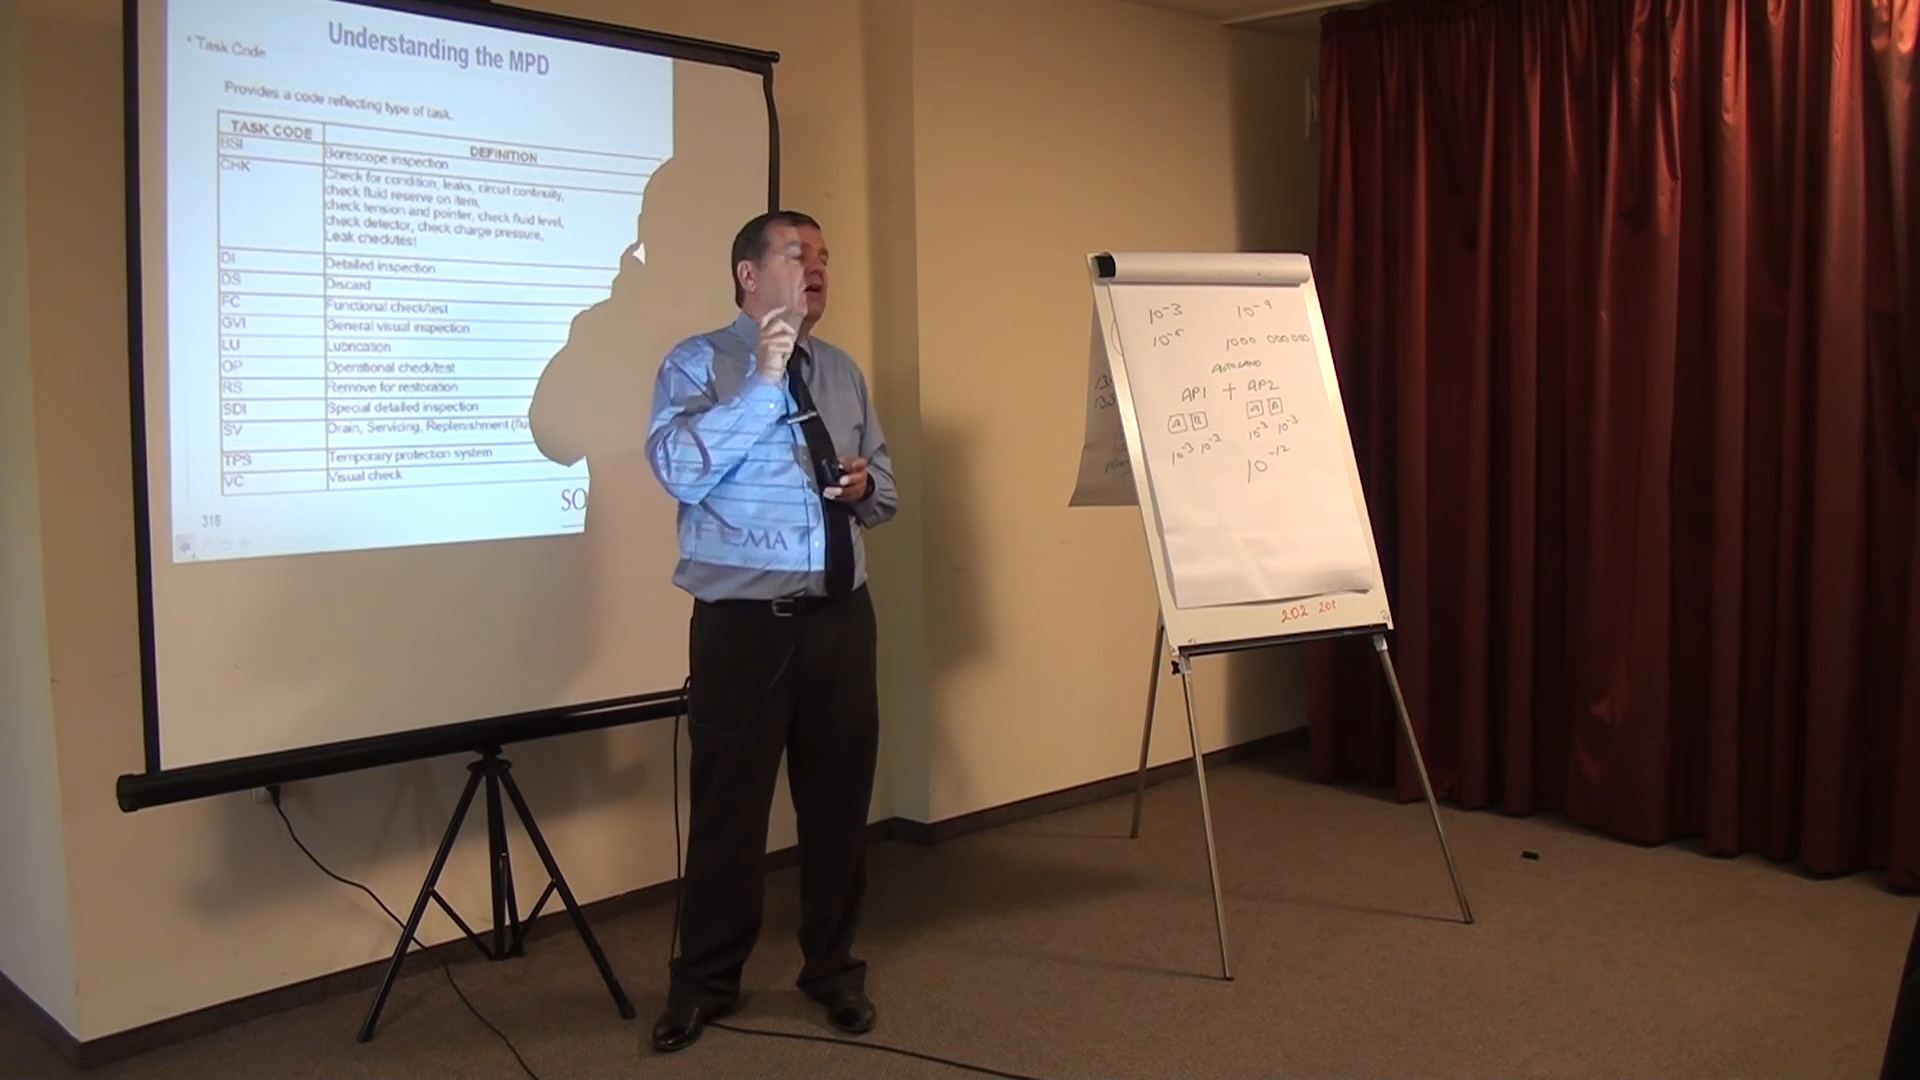 * Task Code
Understanding the MPD
Provides a code reflecting type of task.
TASK CODE DEFINITION
BSI Borescope inspection
CHK Check for condition, leaks, circuit continuity,
check fluid reserve on item,
check tension and pointer, check fluid level,
check detector, check charge pressure,
Leak check/test
DI Detailed inspection
DS Discard
FC Functional check/test
GVI General visual inspection
LU Lubrication
OP Operational check/test
RS Remove for restoration
SDI Special detailed inspection
SV Drain, Servicing, Replenishment (flu
TPS Temporary protection system
VC Visual check
318
SO
MA
10⁻³ 10⁻⁹
1000 000 000
AUTOLAND
AP1 + AP2
A B A
10⁻³ 10⁻³ 10⁻³ 10⁻³
10⁻¹²
202